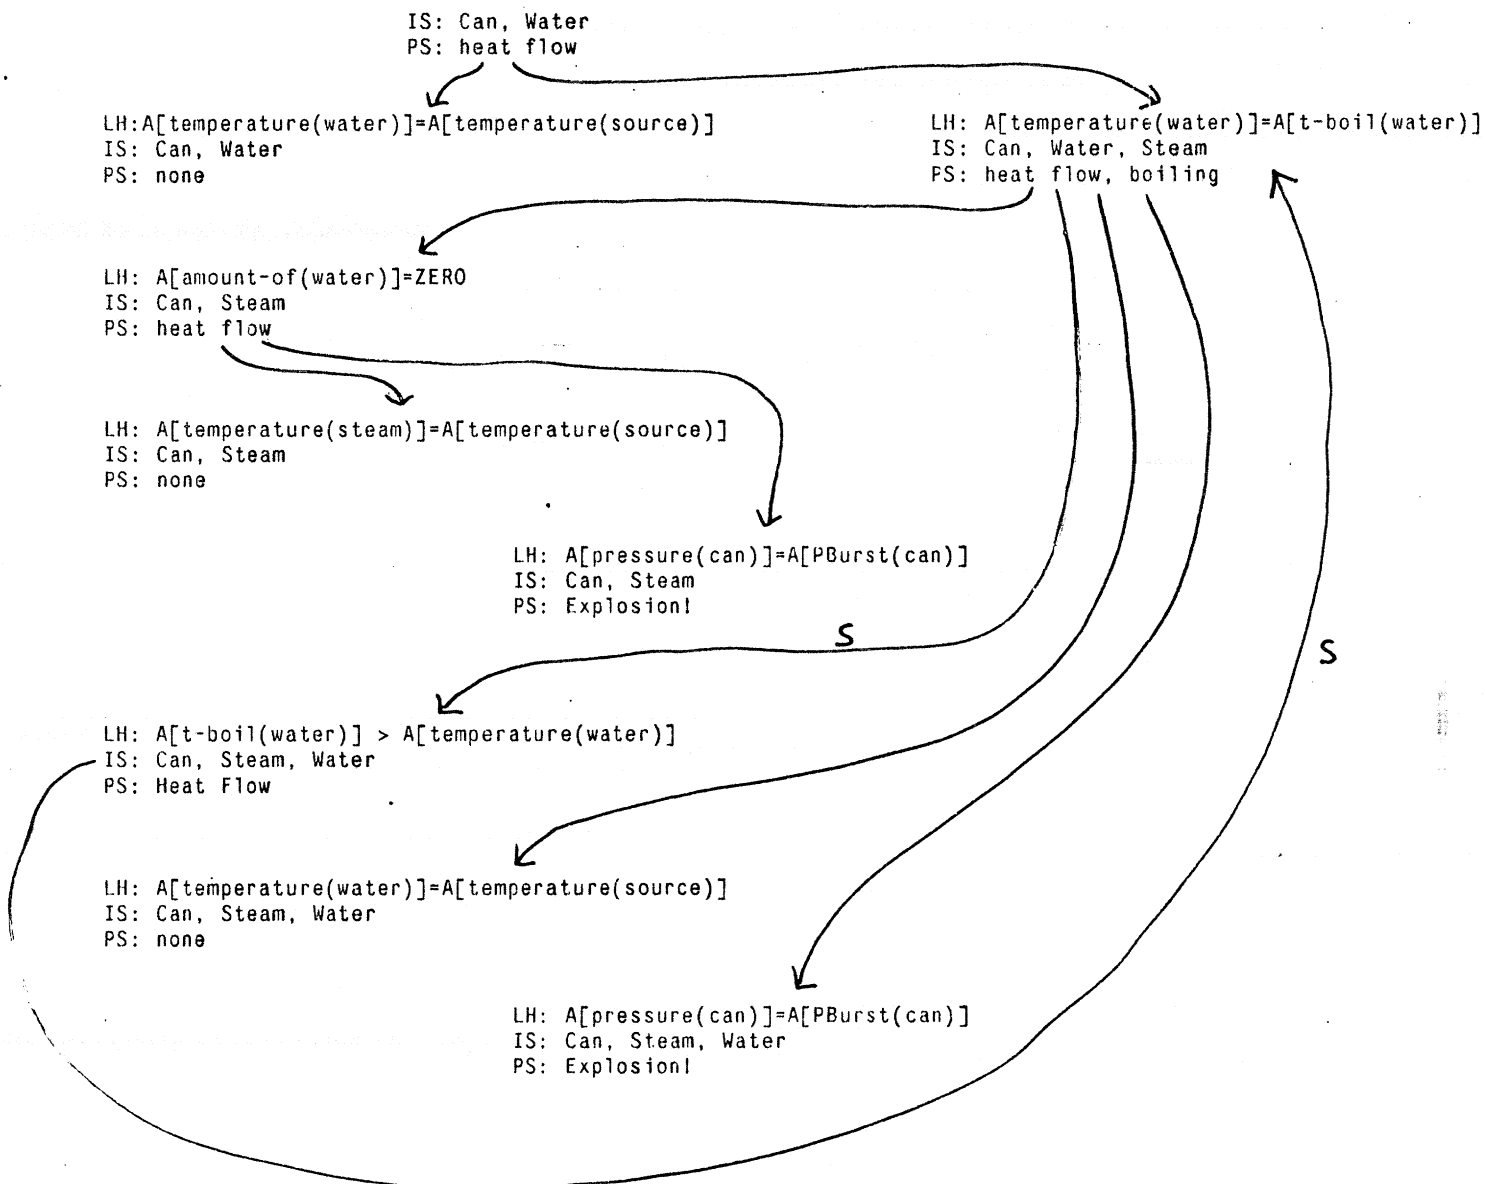 IS: Can, Water
PS: heat flow
LH:A[temperature(water)]=A[temperature(source)]
IS: Can, Water
PS: none
LH: A[temperature(water)]=A[t-boil(water)]
IS: Can, Water, Steam
PS: heat flow, boiling
LH: A[amount-of(water)]=ZERO
IS: Can, Steam
PS: heat flow
LH: A[temperature(steam)]=A[temperature(source)]
IS: Can, Steam
PS: none
LH: A[pressure(can)]=A[PBurst(can)]
IS: Can, Steam
PS: Explosion!
S
S
LH: A[t-boil(water)] > A[temperature(water)]
IS: Can, Steam, Water
PS: Heat Flow
LH: A[temperature(water)]=A[temperature(source)]
IS: Can, Steam, Water
PS: none
LH: A[pressure(can)]=A[PBurst(can)]
IS: Can, Steam, Water
PS: Explosion!